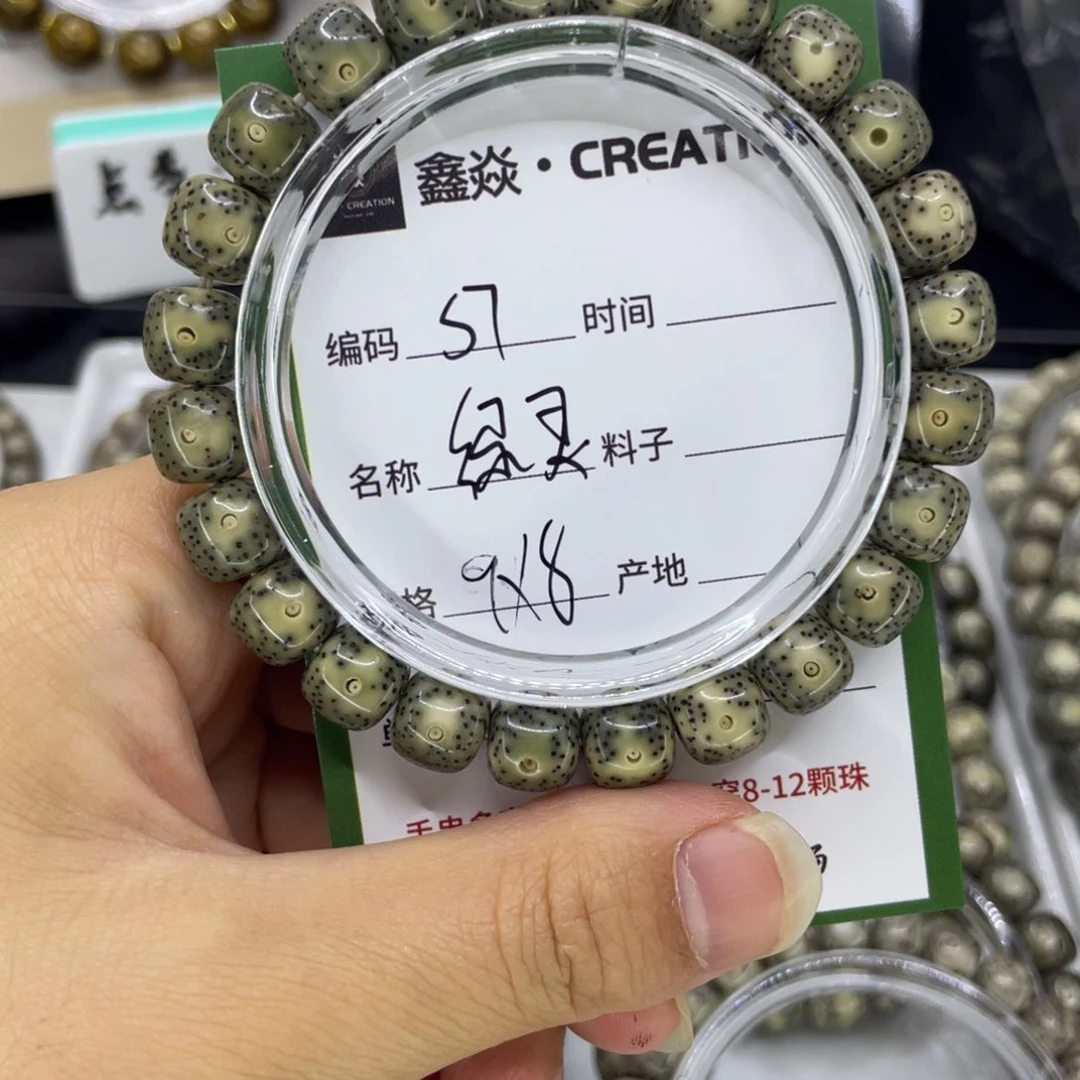 鑫焱·CREATI
CREATION
编码 S7 时间
名称 绿灵 料子
格 9X8 产地
8-12颗珠